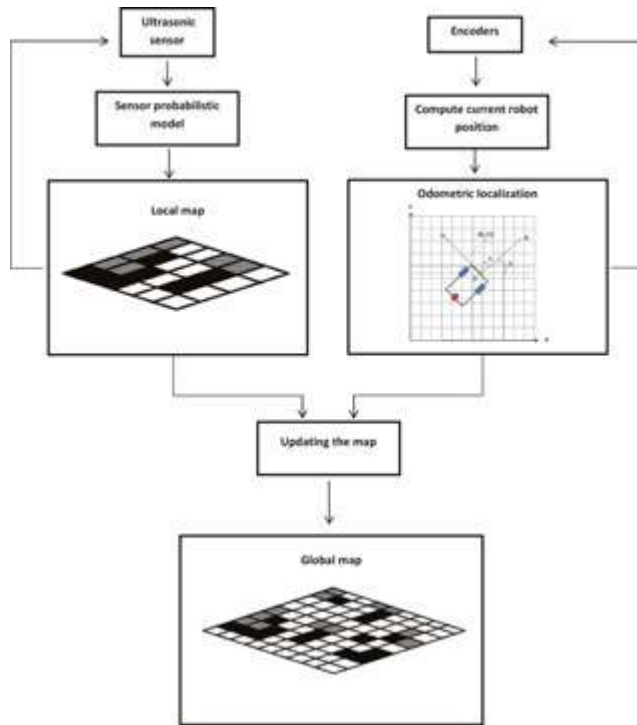 Ultrasonic
sensor
Encoders
Sensor probabilistic
model
Compute current robot
position
Local map
Odometric localization
Updating the map
Global map